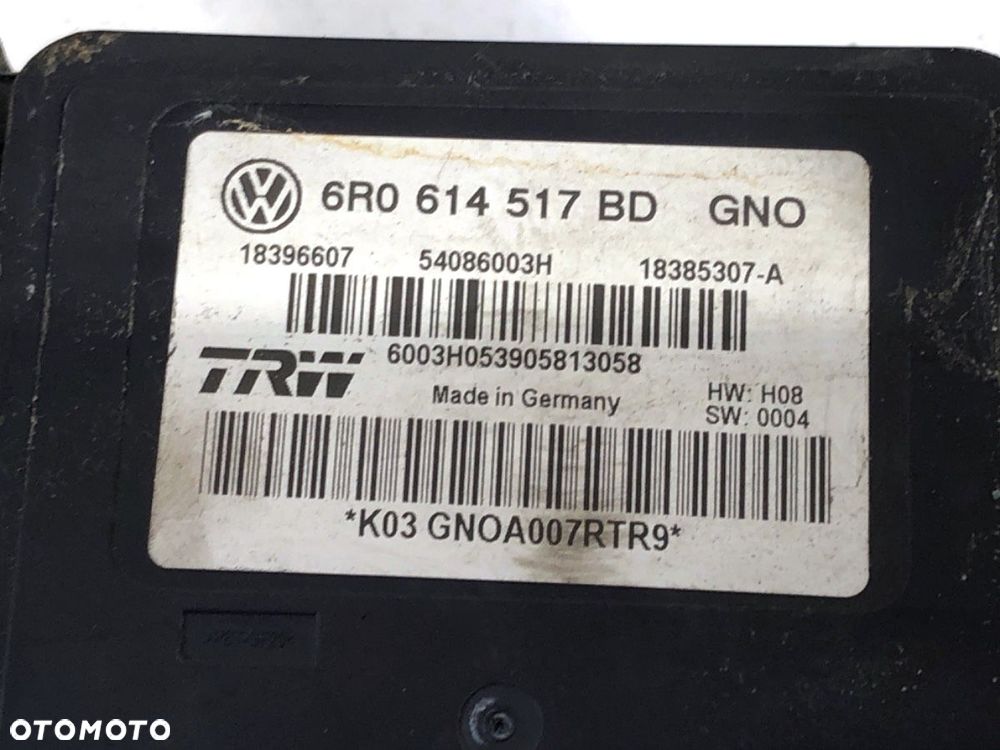 6R0 614 517 BD GNO
18396607 54086003H 18385307-A
6003H053905813058
TRW
Made in Germany
HW: H08
SW: 0004
*K03 GNOA007RTR9*
OTOMOTO